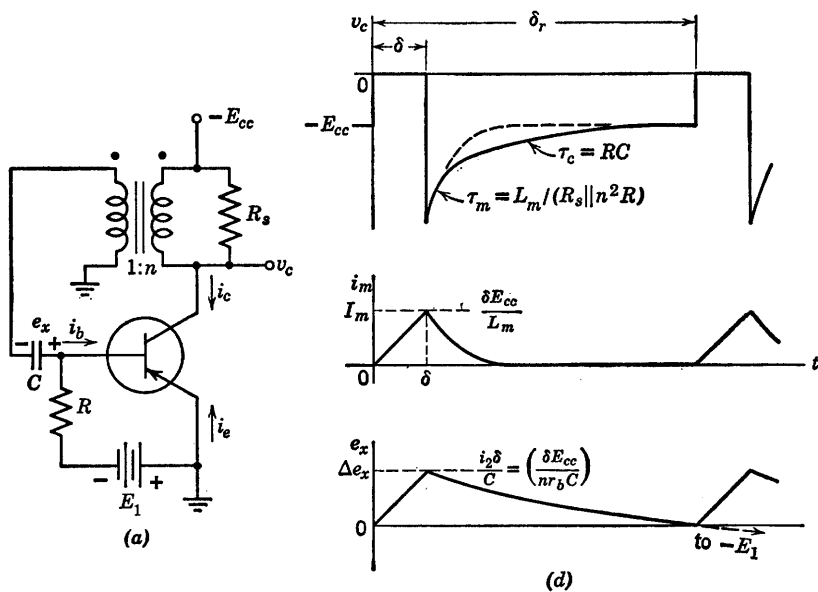 −E_cc
R_s
1:n
v_c
i_c
e_x
i_b
− +
C
R
i_e
− +
E_1
(a)
v_c
δ_r
δ
0
−E_cc
τ_c = RC
τ_m = L_m/(R_s||n²R)
i_m
I_m
δE_cc/L_m
0
δ
t
e_x
Δe_x
i_2δ/C = (δE_cc/nr_bC)
0
to −E_1
(d)